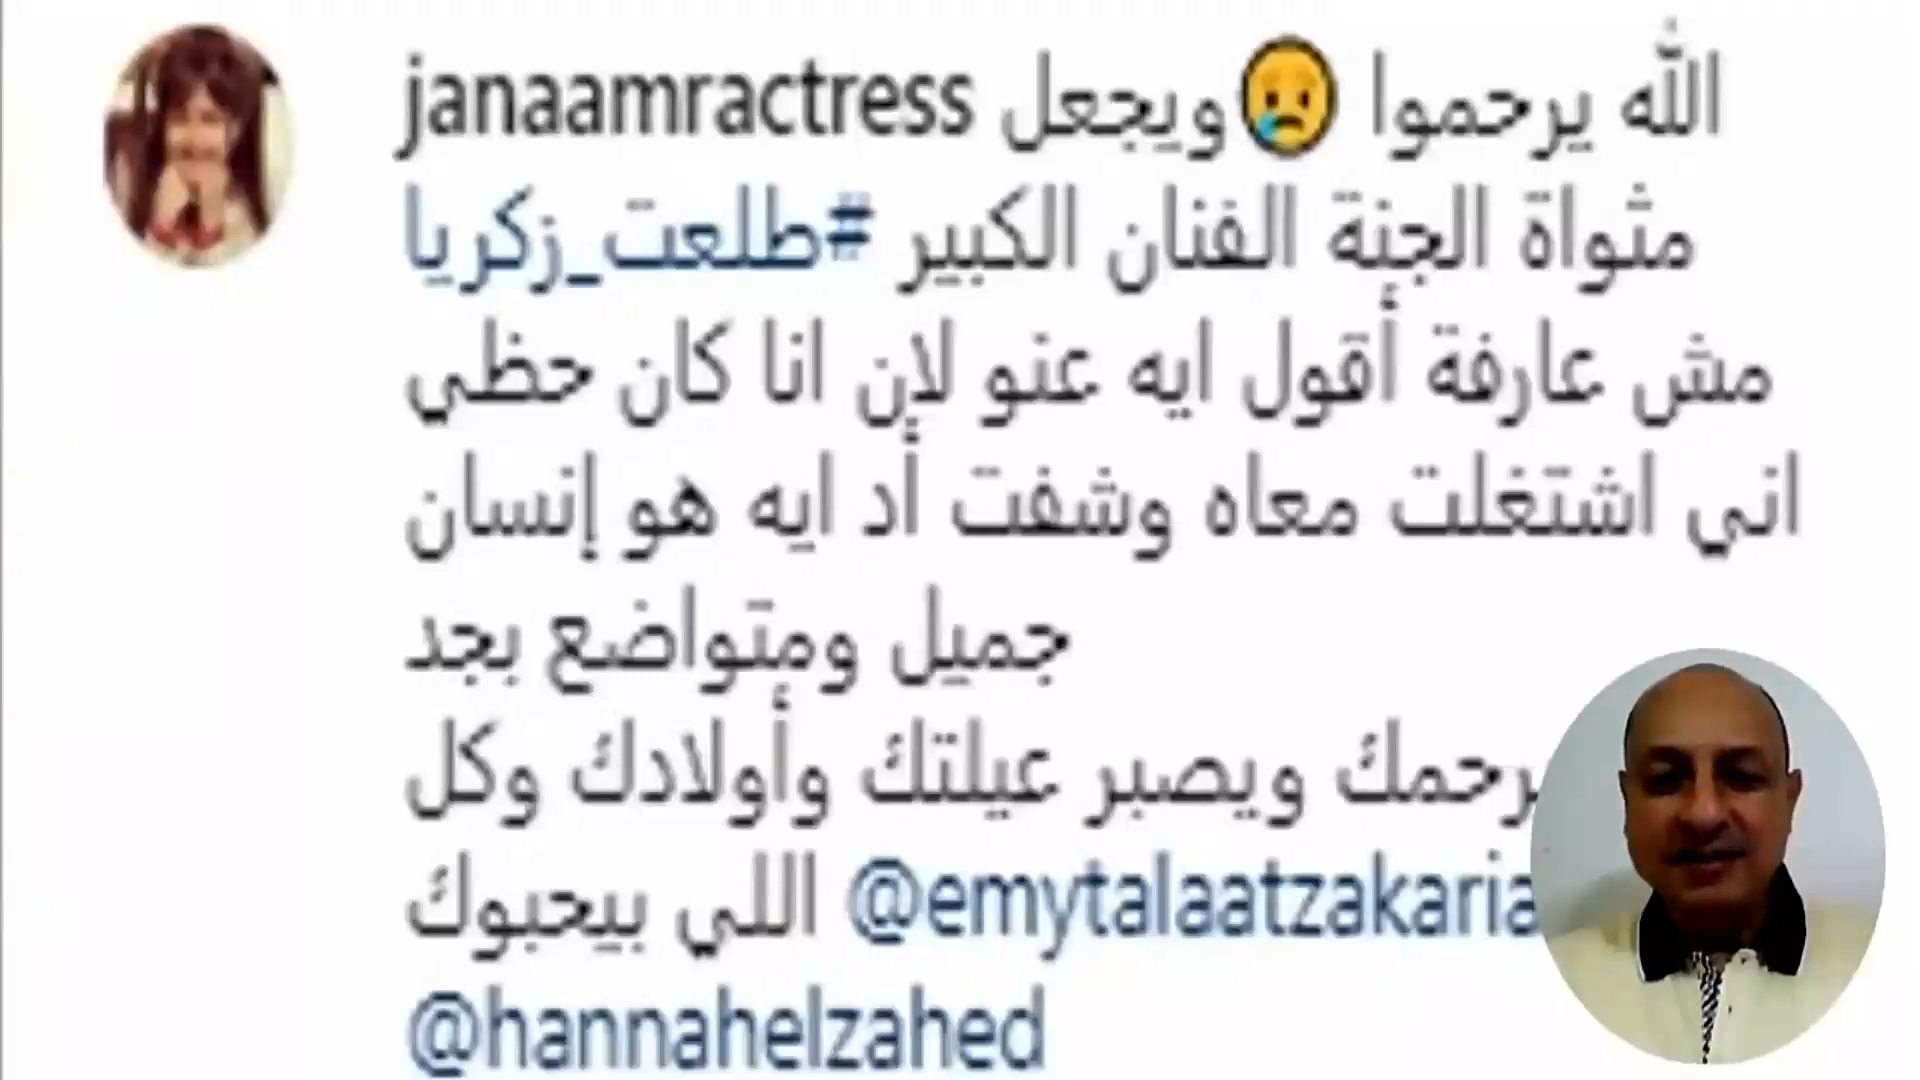 janaamractress الله يرحموا 😢ويجعل
مثواة الجنة الفنان الكبير #طلعت_زكريا
مش عارفة أقول ايه عنو لان انا كان حظي
اني اشتغلت معاه وشفت أد ايه هو إنسان
جميل ومتواضع بجد
يرحمك ويصبر عيلتك وأولادك وكل
اللي بيحبوك @emytalaatzakaria
@hannahelzahed